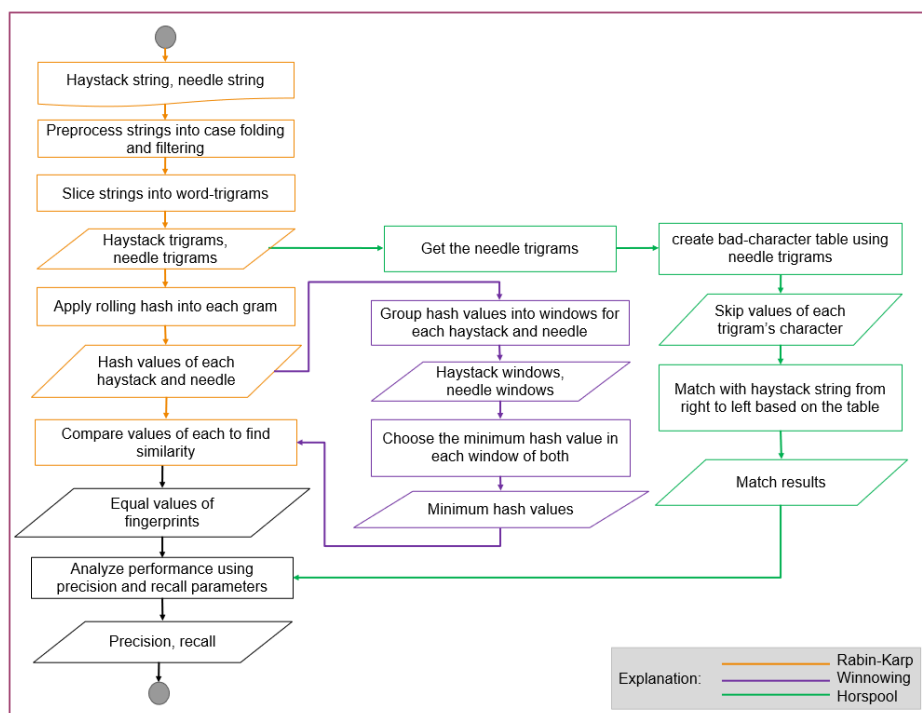 Haystack string, needle string
Preprocess strings into case folding
and filtering
Slice strings into word-trigrams
Haystack trigrams,
needle trigrams
Get the needle trigrams
create bad-character table using
needle trigrams
Apply rolling hash into each gram
Group hash values into windows for
each haystack and needle
Skip values of each
trigram's character
Hash values of each
haystack and needle
Haystack windows,
needle windows
Match with haystack string from
right to left based on the table
Compare values of each to find
similarity
Choose the minimum hash value in
each window of both
Match results
Equal values of
fingerprints
Minimum hash values
Analyze performance using
precision and recall parameters
Precision, recall
Explanation:
Rabin-Karp
Winnowing
Horspool